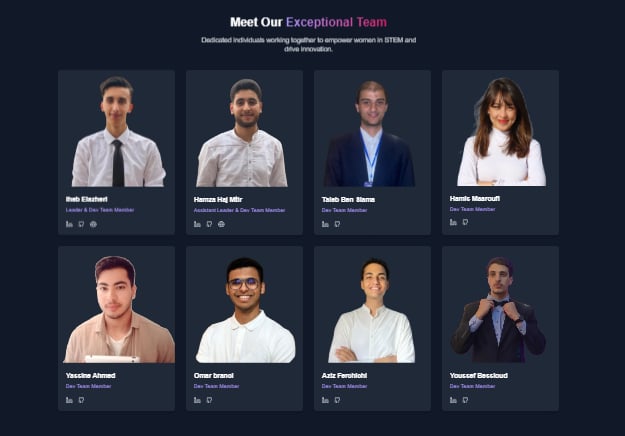 Meet Our Exceptional Team
Dedicated individuals working together to empower women in STEM and
drive innovation.
Iheb Elazheri
Leader & Dev Team Member
Hamza Haj Mtir
Assistant Leader & Dev Team Member
Taieb Ben Slama
Dev Team Member
Hamis Maaroufi
Dev Team Member
Yassine Ahmed
Dev Team Member
Omar branci
Dev Team Member
Aziz Ferchichi
Dev Team Member
Youssef Bessioud
Dev Team Member